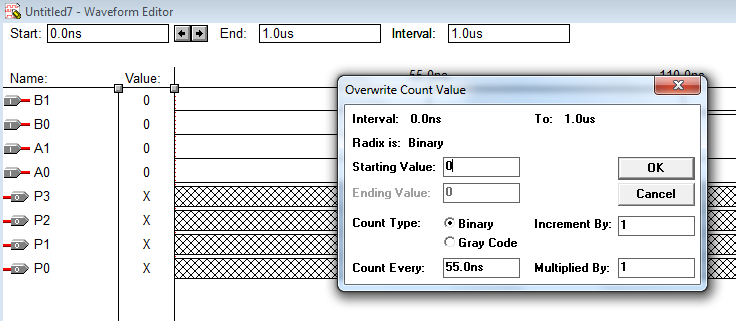 Untitled7 - Waveform Editor
Start: 0.0ns End: 1.0us Interval: 1.0us
Name: Value: 55.0ns 110.0ns
B1 0
B0 0
A1 0
A0 0
P3 X
P2 X
P1 X
P0 X
Overwrite Count Value
Interval: 0.0ns To: 1.0us
Radix is: Binary
Starting Value: 0 OK
Ending Value: 0 Cancel
Count Type: Binary Increment By: 1
Gray Code
Count Every: 55.0ns Multiplied By: 1